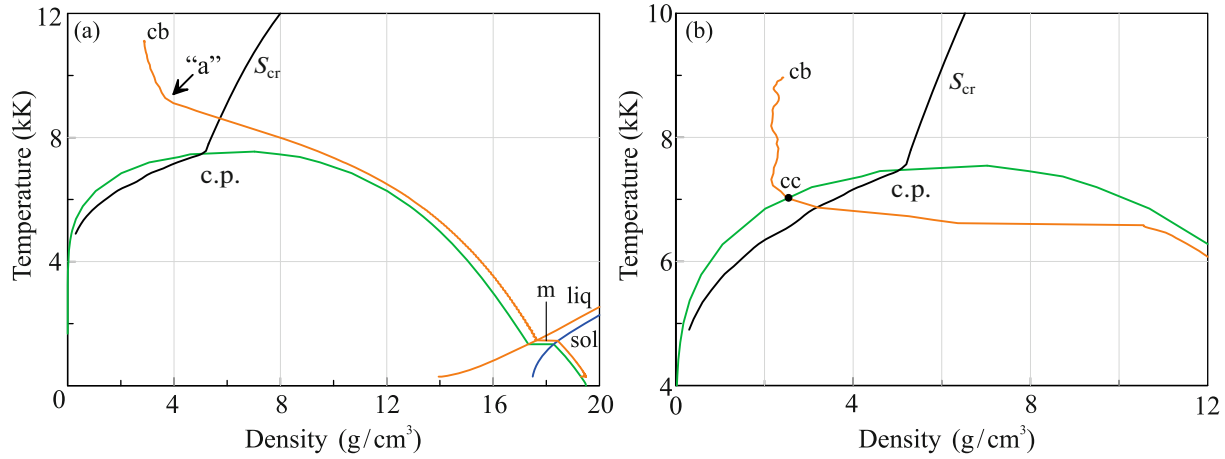 (a)
cb
"a"
S_cr
c.p.
m
liq
sol
12
8
4
0
0
4
8
12
16
20
Temperature (kK)
Density (g/cm³)
(b)
cb
S_cr
cc
c.p.
10
8
6
4
0
4
8
12
Temperature (kK)
Density (g/cm³)